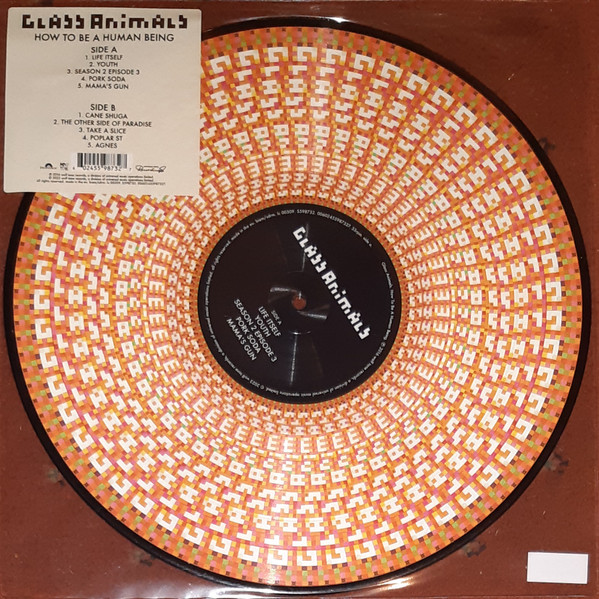 GLASS ANIMALS
HOW TO BE A HUMAN BEING
SIDE A
1. LIFE ITSELF
2. YOUTH
3. SEASON 2 EPISODE 3
4. PORK SODA
5. MAMA'S GUN
SIDE B
1. CANE SHUGA
2. THE OTHER SIDE OF PARADISE
3. TAKE A SLICE
4. POPLAR ST
5. AGNES
GLASS ANIMALS
SIDE A
LIFE ITSELF
YOUTH
SEASON 2 EPISODE 3
PORK SODA
MAMA'S GUN